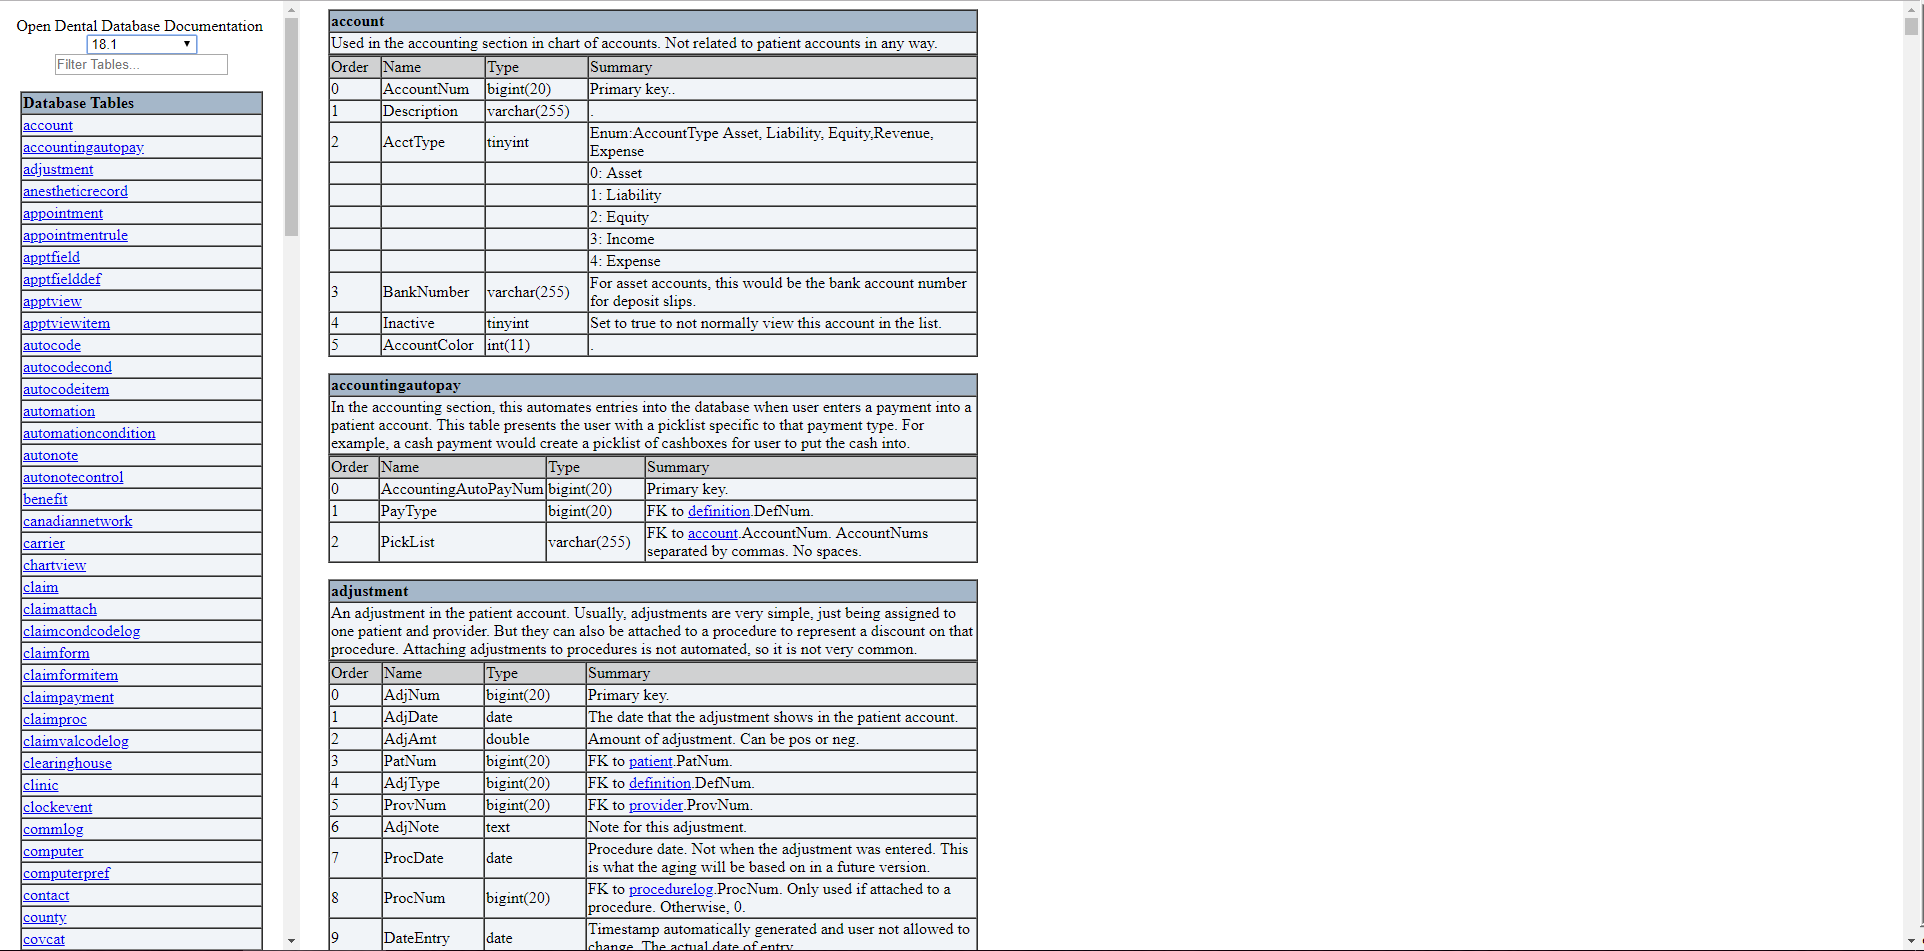 Open Dental Database Documentation
18.1
Filter Tables...
Database Tables
account
accountingautopay
adjustment
anestheticrecord
appointment
appointmentrule
apptfield
apptfielddef
apptview
apptviewitem
autocode
autocodecond
autocodeitem
automation
automationcondition
autonote
autonotecontrol
benefit
canadiannetwork
carrier
chartview
claim
claimattach
claimcondcodelog
claimform
claimformitem
claimpayment
claimproc
claimvalcodelog
clearinghouse
clinic
clockevent
commlog
computer
computerpref
contact
county
covcat
account
Used in the accounting section in chart of accounts. Not related to patient accounts in any way.
Order Name Type Summary
0 AccountNum bigint(20) Primary key..
1 Description varchar(255) .
2 AcctType tinyint Enum:AccountType Asset, Liability, Equity,Revenue,
Expense
0: Asset
1: Liability
2: Equity
3: Income
4: Expense
3 BankNumber varchar(255) For asset accounts, this would be the bank account number
for deposit slips.
4 Inactive tinyint Set to true to not normally view this account in the list.
5 AccountColor int(11) .
accountingautopay
In the accounting section, this automates entries into the database when user enters a payment into a
patient account. This table presents the user with a picklist specific to that payment type. For
example, a cash payment would create a picklist of cashboxes for user to put the cash into.
Order Name Type Summary
0 AccountingAutoPayNum bigint(20) Primary key.
1 PayType bigint(20) FK to definition.DefNum.
2 PickList varchar(255) FK to account.AccountNum. AccountNums
separated by commas. No spaces.
adjustment
An adjustment in the patient account. Usually, adjustments are very simple, just being assigned to
one patient and provider. But they can also be attached to a procedure to represent a discount on that
procedure. Attaching adjustments to procedures is not automated, so it is not very common.
Order Name Type Summary
0 AdjNum bigint(20) Primary key.
1 AdjDate date The date that the adjustment shows in the patient account.
2 AdjAmt double Amount of adjustment. Can be pos or neg.
3 PatNum bigint(20) FK to patient.PatNum.
4 AdjType bigint(20) FK to definition.DefNum.
5 ProvNum bigint(20) FK to provider.ProvNum.
6 AdjNote text Note for this adjustment.
7 ProcDate date Procedure date. Not when the adjustment was entered. This
is what the aging will be based on in a future version.
8 ProcNum bigint(20) FK to procedurelog.ProcNum. Only used if attached to a
procedure. Otherwise, 0.
9 DateEntry date Timestamp automatically generated and user not allowed to
change. The actual date of entry.